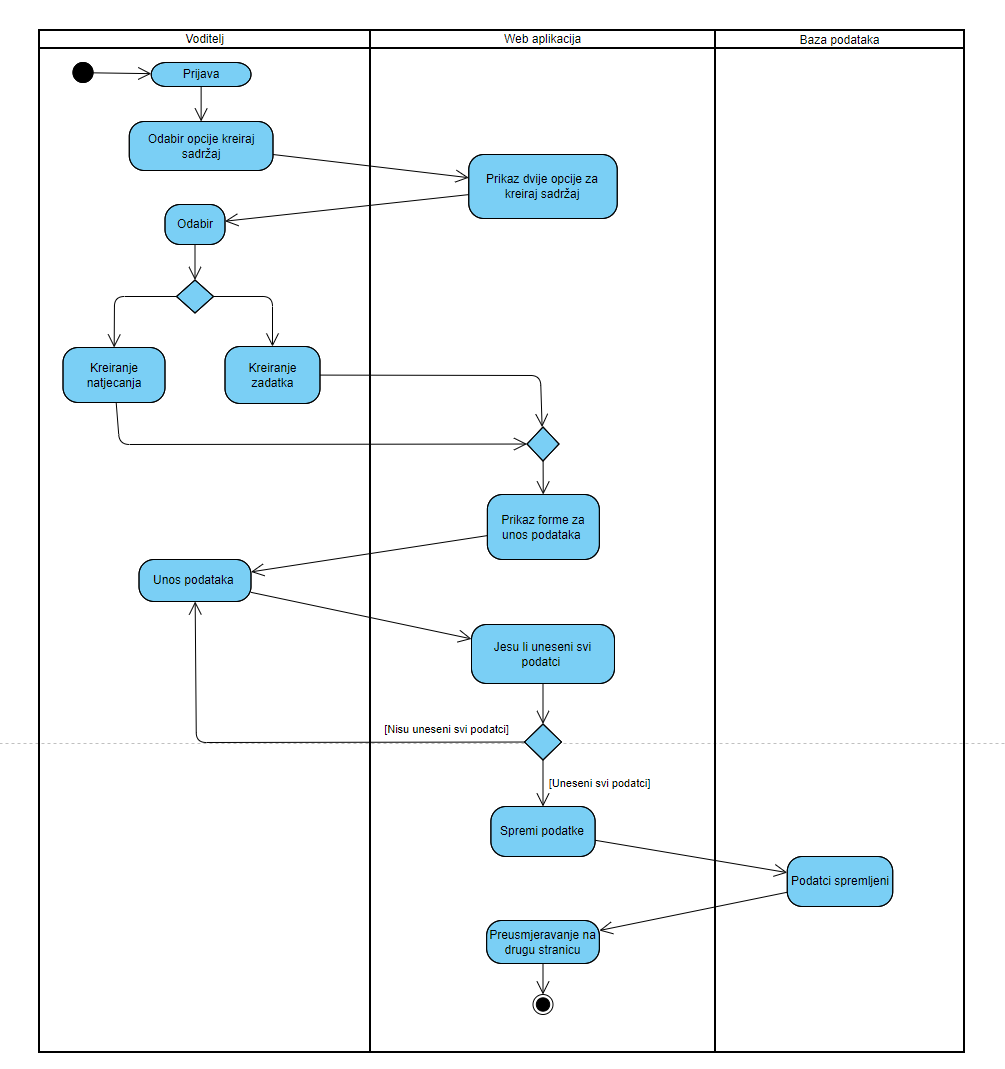 Voditelj
Web aplikacija
Baza podataka
Prijava
Odabir opcije kreiraj
sadržaj
Prikaz dvije opcije za
kreiraj sadržaj
Odabir
Kreiranje
natjecanja
Kreiranje
zadatka
Prikaz forme za
unos podataka
Unos podataka
Jesu li uneseni svi
podatci
[Nisu uneseni svi podatci]
[Uneseni svi podatci]
Spremi podatke
Podatci spremljeni
Preusmjeravanje na
drugu stranicu